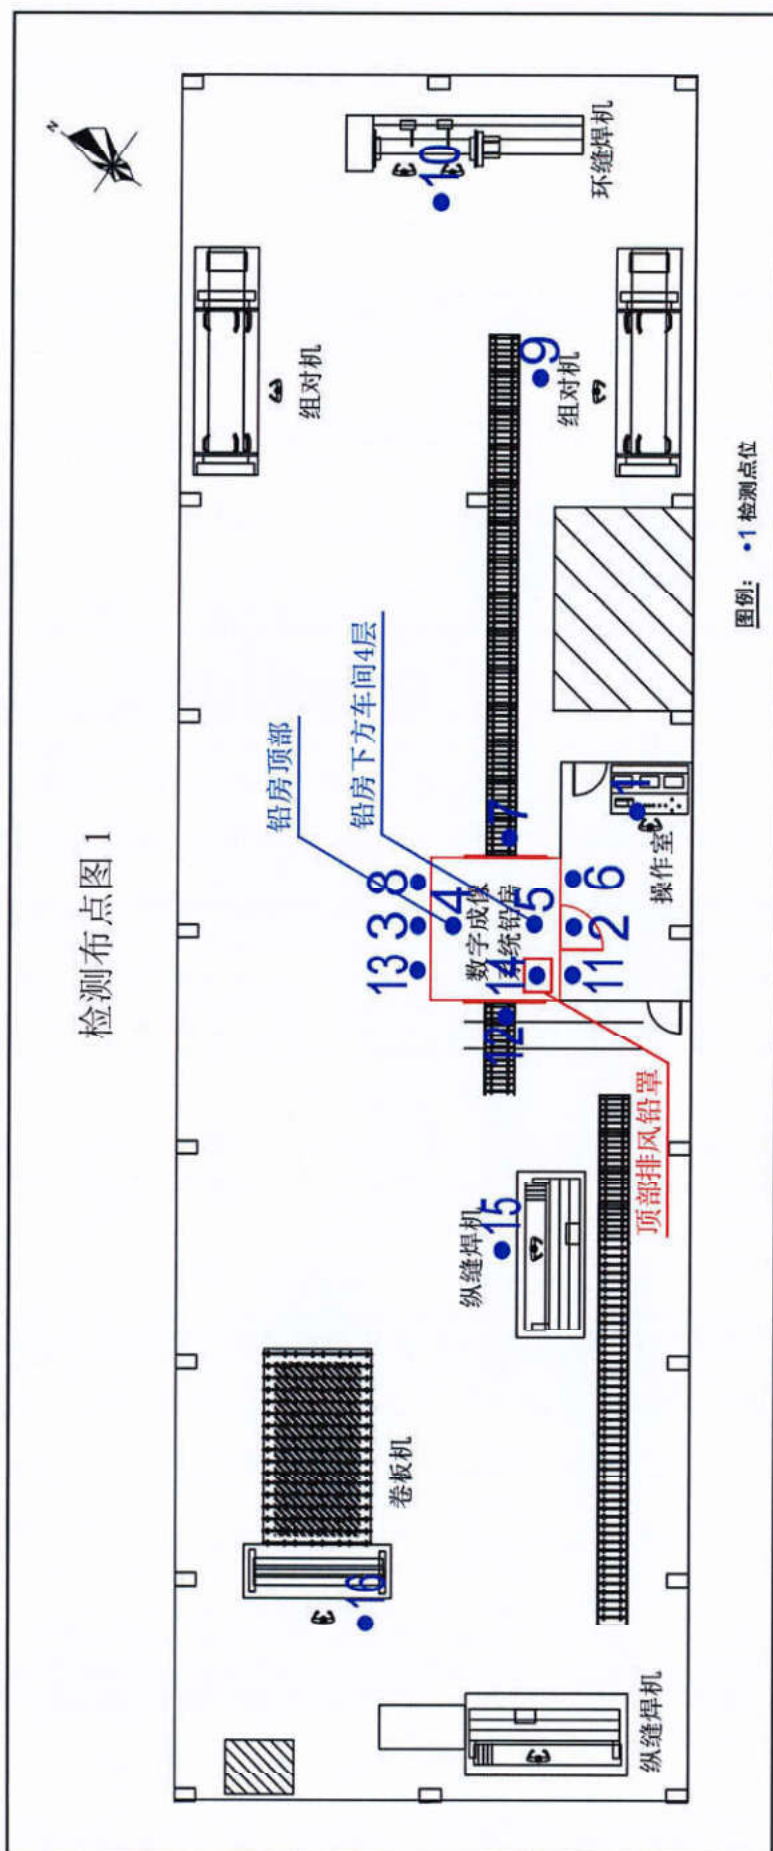 检测布点图 1
N
环缝焊机
10
组对机
9
组对机
铅房顶部
铅房下方车间4层
8
3
13
4
7
数字成像
系统铅房
5
14
12
6
2
11
1
操作室
顶部排风铅罩
纵缝焊机
15
卷板机
16
纵缝焊机
图例：
•1 检测点位